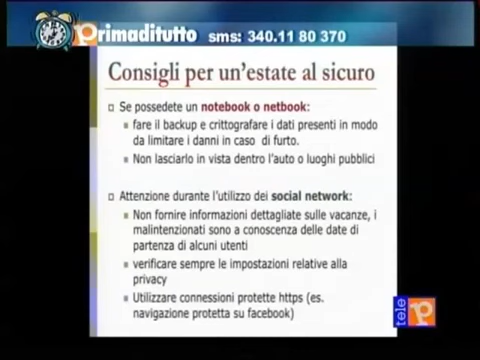 primaditutto sms: 340.11 80 370
Consigli per un'estate al sicuro
Se possedete un notebook o netbook:
fare il backup e crittografare i dati presenti in modo
da limitare i danni in caso di furto.
Non lasciarlo in vista dentro l'auto o luoghi pubblici
Attenzione durante l'utilizzo dei social network:
Non fornire informazioni dettagliate sulle vacanze, i
malintenzionati sono a conoscenza delle date di
partenza di alcuni utenti
verificare sempre le impostazioni relative alla
privacy
Utilizzare connessioni protette https (es.
navigazione protetta su facebook)
tele p